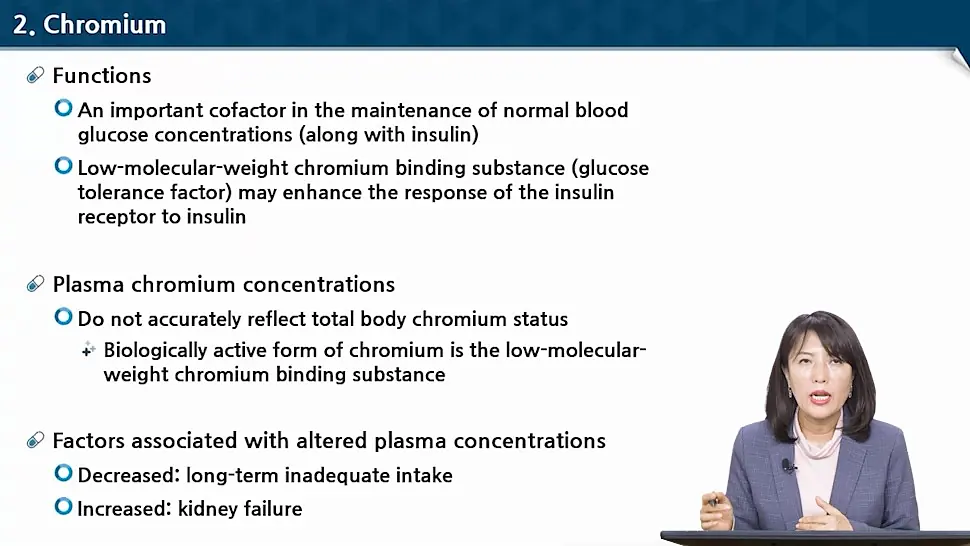 2. Chromium
Functions
An important cofactor in the maintenance of normal blood
glucose concentrations (along with insulin)
Low-molecular-weight chromium binding substance (glucose
tolerance factor) may enhance the response of the insulin
receptor to insulin
Plasma chromium concentrations
Do not accurately reflect total body chromium status
Biologically active form of chromium is the low-molecular-
weight chromium binding substance
Factors associated with altered plasma concentrations
Decreased: long-term inadequate intake
Increased: kidney failure